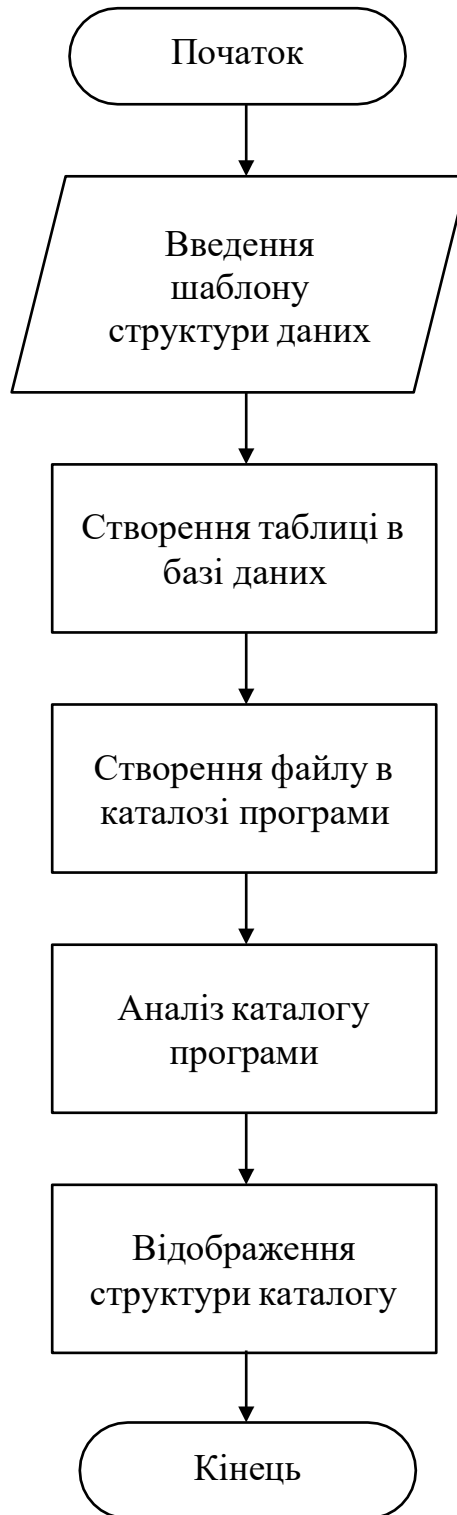 Початок
Введення
шаблону
структури даних
Створення таблиці в
базі даних
Створення файлу в
каталозі програми
Аналіз каталогу
програми
Відображення
структури каталогу
Кінець